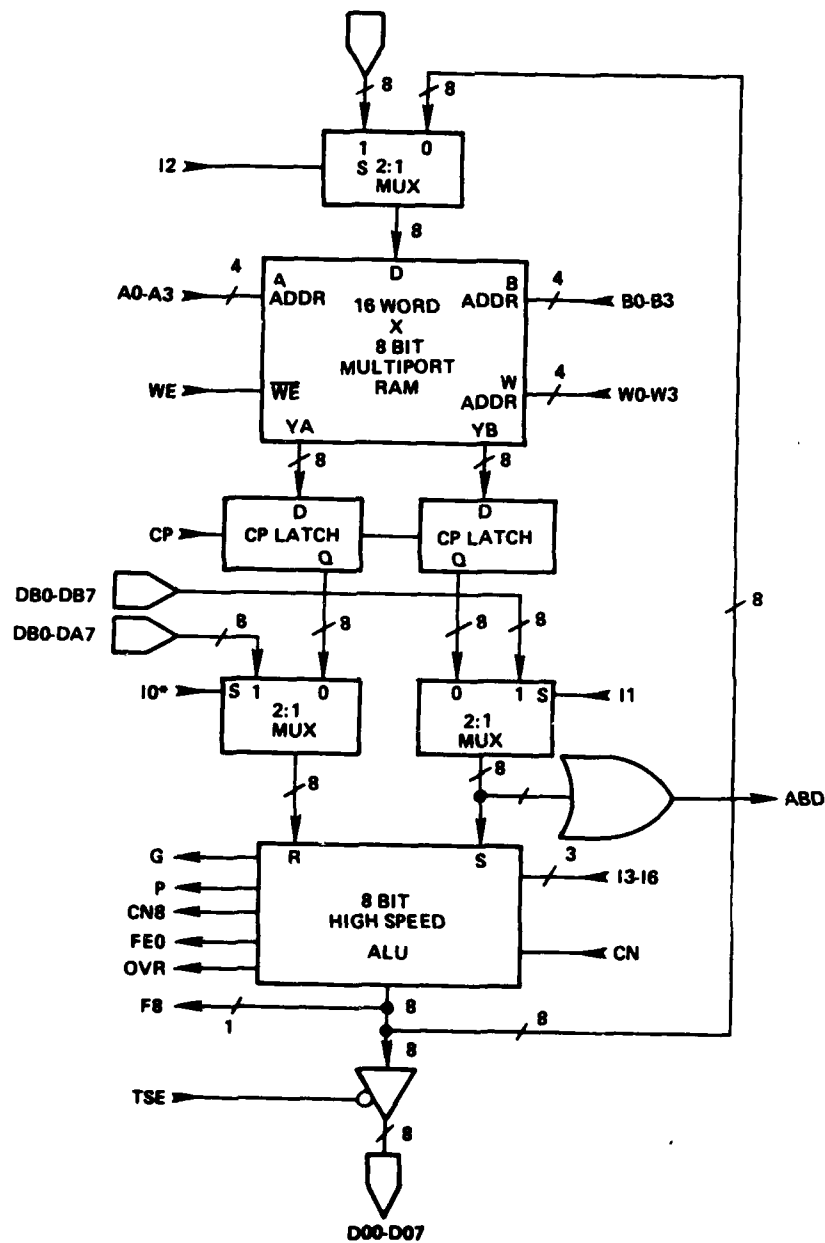 8 8
1 0
I2 S 2:1
MUX
8
4 A D B 4
A0-A3 ADDR 16 WORD ADDR B0-B3
X
8 BIT
MULTIPORT
RAM
WE WE W 4
ADDR W0-W3
YA YB
8 8
D D
CP CP LATCH CP LATCH
Q Q
DB0-DB7
8
DB0-DA7 8 8 8 8
I0* S 1 0 0 1 S I1
2:1 2:1
MUX MUX
8 8
ABD
R S 3
G I3-I6
P 8 BIT
CN8 HIGH SPEED
FE0 ALU CN
OVR
F8 8
1 8
8
TSE
8
D00-D07